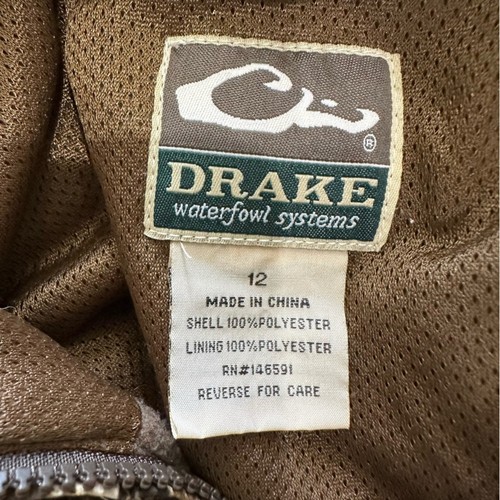 ®
DRAKE
waterfowl systems
12
MADE IN CHINA
SHELL 100%POLYESTER
LINING 100%POLYESTER
RN#146591
REVERSE FOR CARE